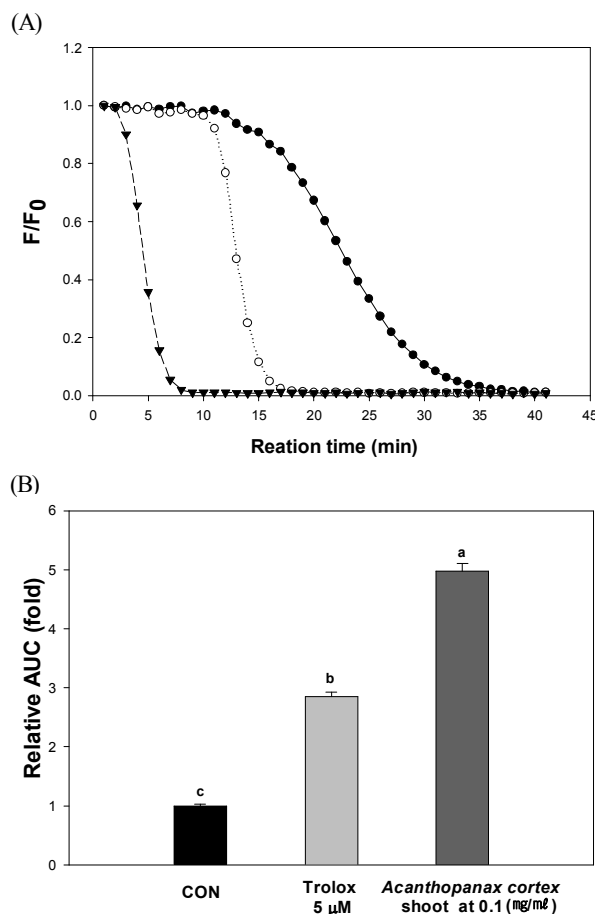 (A)
1.2
1.0
0.8
0.6
0.4
0.2
0.0
F/F0
0 5 10 15 20 25 30 35 40 45
Reation time (min)
(B)
6
5
4
3
2
1
0
Relative AUC (fold)
c
b
a
CON
Trolox
5 µM
Acanthopanax cortex
shoot at 0.1 (㎎/㎖)